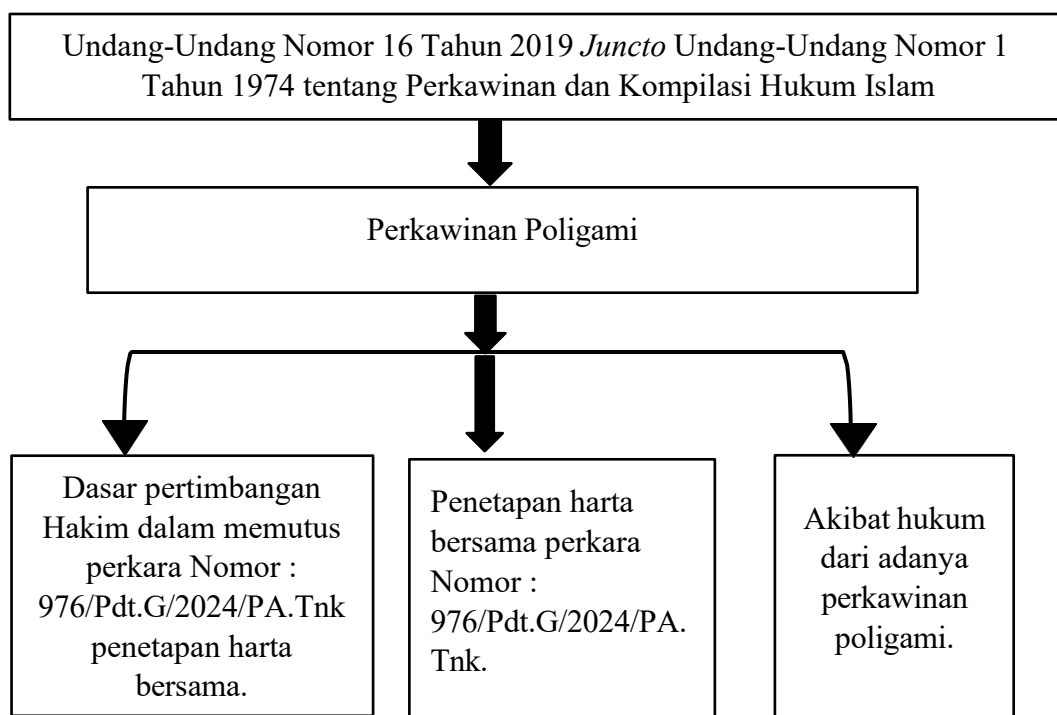 Undang-Undang Nomor 16 Tahun 2019 Juncto Undang-Undang Nomor 1
Tahun 1974 tentang Perkawinan dan Kompilasi Hukum Islam
Perkawinan Poligami
Dasar pertimbangan
Hakim dalam memutus
perkara Nomor :
976/Pdt.G/2024/PA.Tnk
penetapan harta
bersama.
Penetapan harta
bersama perkara
Nomor :
976/Pdt.G/2024/PA.
Tnk.
Akibat hukum
dari adanya
perkawinan
poligami.